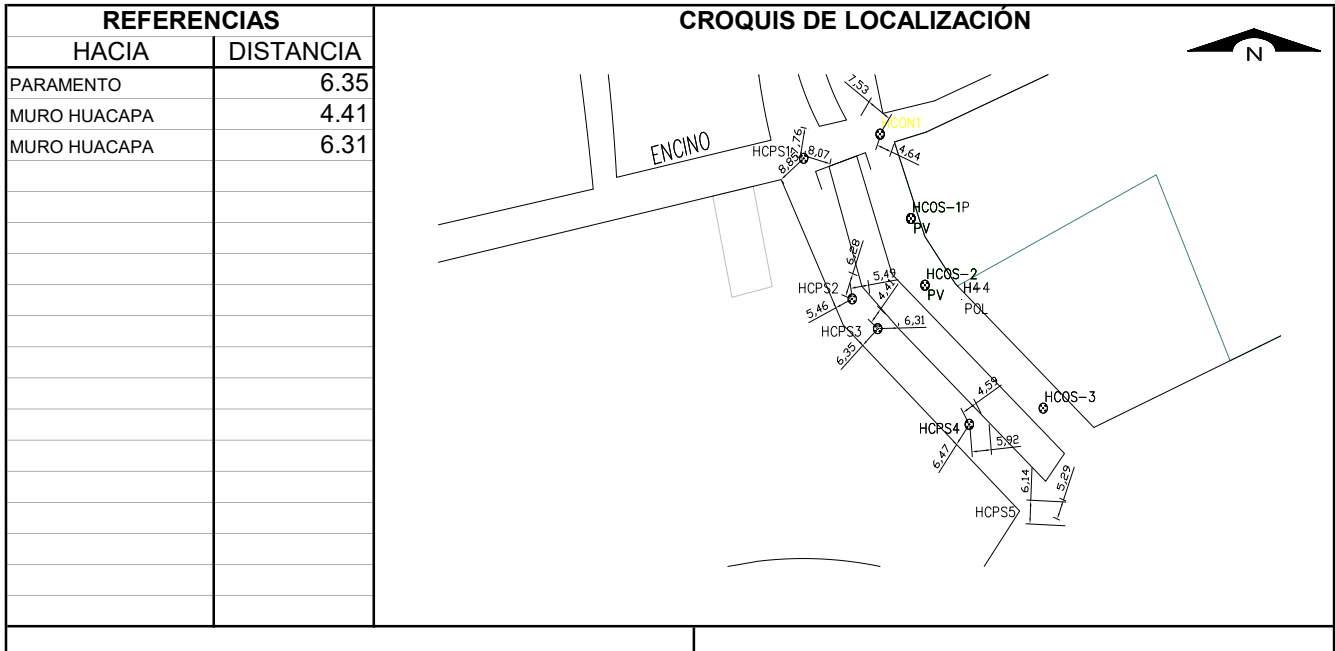 REFERENCIAS
HACIA DISTANCIA
PARAMENTO 6.35
MURO HUACAPA 4.41
MURO HUACAPA 6.31
CROQUIS DE LOCALIZACIÓN
N
7,53
HCON1
ENCINO
7,76
HCPS1
8,85
8,07
4,64
HCOS-1P
PV
6,28
5,49
HCOS-2
HCPS2
PV
H44
4,41
5,46
POL
HCPS3
6,31
6,35
4,59
HCOS-3
HCPS4
5,92
6,47
6,14
5,29
HCPS5